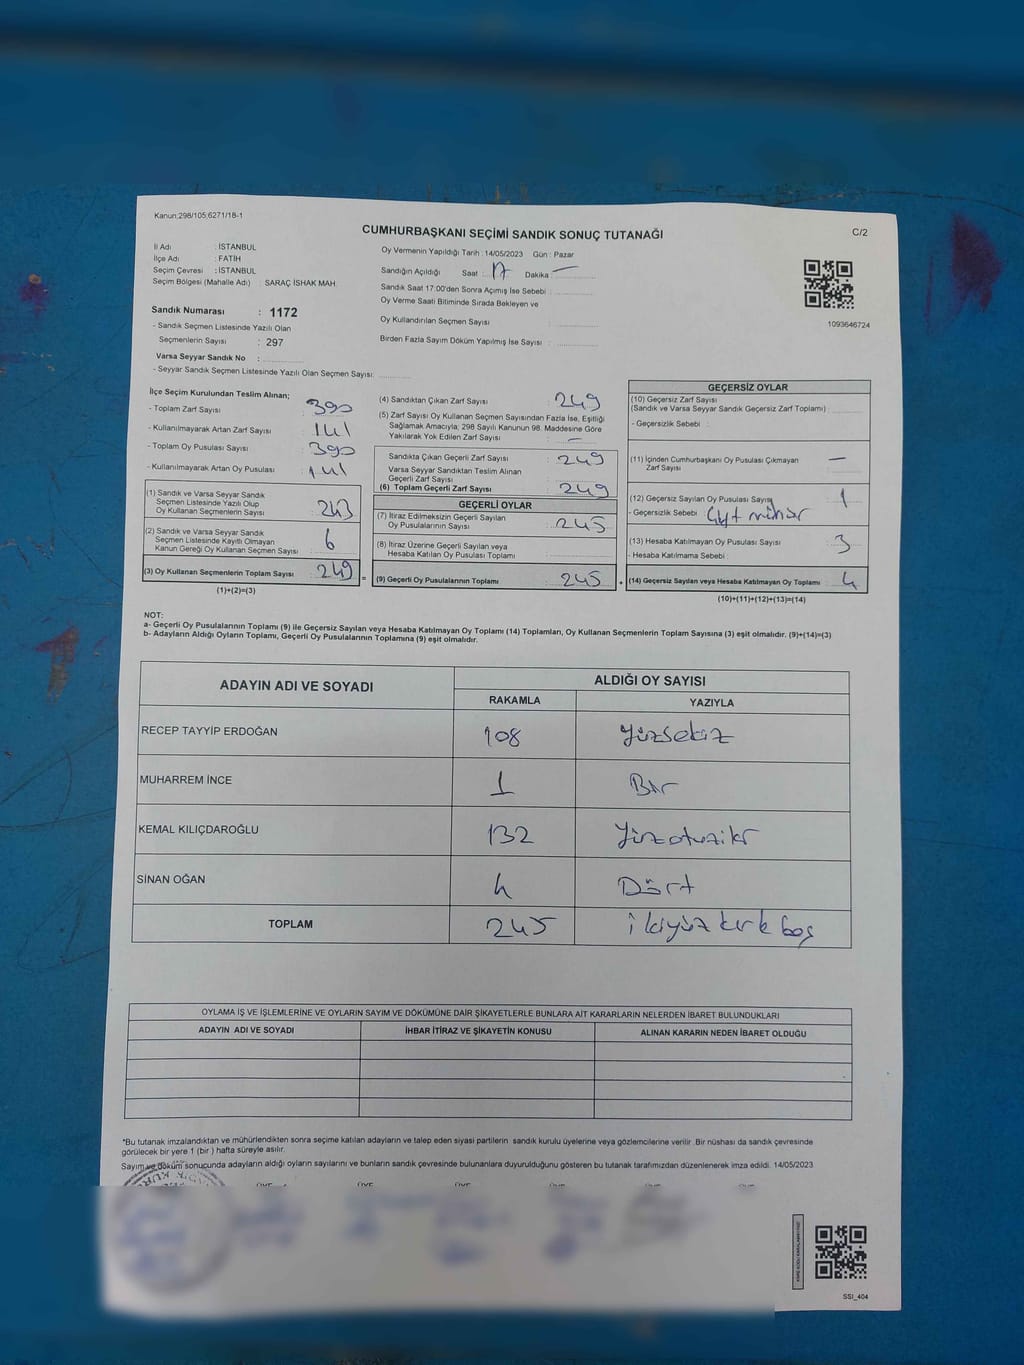 Kanun;298/105;6271/18-1
CUMHURBAŞKANI SEÇİMİ SANDIK SONUÇ TUTANAĞI
C/2
İl Adı : İSTANBUL
İlçe Adı : FATİH
Seçim Çevresi : İSTANBUL
Seçim Bölgesi (Mahalle Adı) : SARAÇ İSHAK MAH.
Sandık Numarası : 1172
- Sandık Seçmen Listesinde Yazılı Olan
Seçmenlerin Sayısı : 297
Varsa Seyyar Sandık No :
- Seyyar Sandık Seçmen Listesinde Yazılı Olan Seçmen Sayısı:
Oy Vermenin Yapıldığı Tarih : 14/05/2023 Gün : Pazar
Sandığın Açıldığı Saat : 17 Dakika : —
Sandık Saat 17:00'den Sonra Açımış İse Sebebi :
Oy Verme Saati Bitiminde Sırada Bekleyen ve
Oy Kullandırılan Seçmen Sayısı :
Birden Fazla Sayım Döküm Yapılmış İse Sayısı :
1093646724
İlçe Seçim Kurulundan Teslim Alınan;
- Toplam Zarf Sayısı : 390
- Kullanılmayarak Artan Zarf Sayısı : 141
- Toplam Oy Pusulası Sayısı : 390
- Kullanılmayarak Artan Oy Pusulası : 141
(1) Sandık ve Varsa Seyyar Sandık
Seçmen Listesinde Yazılı Olup
Oy Kullanan Seçmenlerin Sayısı : 243
(2) Sandık ve Varsa Seyyar Sandık
Seçmen Listesinde Kayıtlı Olmayan
Kanun Gereği Oy Kullanan Seçmen Sayısı : 6
(3) Oy Kullanan Seçmenlerin Toplam Sayısı : 249
(1)+(2)=(3)
(4) Sandıktan Çıkan Zarf Sayısı : 249
(5) Zarf Sayısı Oy Kullanan Seçmen Sayısından Fazla İse, Eşitliği
Sağlamak Amacıyla; 298 Sayılı Kanunun 98. Maddesine Göre
Yakılarak Yok Edilen Zarf Sayısı : —
Sandıkta Çıkan Geçerli Zarf Sayısı : 249
Varsa Seyyar Sandıktan Teslim Alınan
Geçerli Zarf Sayısı :
(6) Toplam Geçerli Zarf Sayısı : 249
GEÇERLİ OYLAR
(7) İtiraz Edilmeksizin Geçerli Sayılan
Oy Pusulalarının Sayısı : 245
(8) İtiraz Üzerine Geçerli Sayılan veya
Hesaba Katılan Oy Pusulası Toplamı :
(9) Geçerli Oy Pusulalarının Toplamı : 245
GEÇERSİZ OYLAR
(10) Geçersiz Zarf Sayısı
(Sandık ve Varsa Seyyar Sandık Geçersiz Zarf Toplamı) :
- Geçersizlik Sebebi :
(11) İçinden Cumhurbaşkanı Oy Pusulası Çıkmayan
Zarf Sayısı : —
(12) Geçersiz Sayılan Oy Pusulası Sayısı : 1
- Geçersizlik Sebebi :
(13) Hesaba Katılmayan Oy Pusulası Sayısı : 3
- Hesaba Katılmama Sebebi :
(14) Geçersiz Sayılan veya Hesaba Katılmayan Oy Toplamı : 4
(10)+(11)+(12)+(13)=(14)
NOT:
a- Geçerli Oy Pusulalarının Toplamı (9) ile Geçersiz Sayılan veya Hesaba Katılmayan Oy Toplamı (14) Toplamları, Oy Kullanan Seçmenlerin Toplam Sayısına (3) eşit olmalıdır. (9)+(14)=(3)
b- Adayların Aldığı Oyların Toplamı, Geçerli Oy Pusulalarının Toplamına (9) eşit olmalıdır.
ADAYIN ADI VE SOYADI
ALDIĞI OY SAYISI
RAKAMLA YAZIYLA
RECEP TAYYİP ERDOĞAN 108 Yüzsekiz
MUHARREM İNCE 1 Bir
KEMAL KILIÇDAROĞLU 132 Yüzotuziki
SİNAN OĞAN 4 Dört
TOPLAM 245 ikiyüz kırk beş
OYLAMA İŞ VE İŞLEMLERİNE VE OYLARIN SAYIM VE DÖKÜMÜNE DAİR ŞİKAYETLERLE BUNLARA AİT KARARLARIN NELERDEN İBARET BULUNDUKLARI
ADAYIN ADI VE SOYADI İHBAR İTİRAZ VE ŞİKAYETİN KONUSU ALINAN KARARIN NEDEN İBARET OLDUĞU
*Bu tutanak imzalandıktan ve mühürlendikten sonra seçime katılan adayların ve talep eden siyasi partilerin sandık kurulu üyelerine veya gözlemcilerine verilir. Bir nüshası da sandık çevresinde
görülecek bir yere 1 (bir ) hafta süreyle asılır.
Sayım ve döküm sonucunda adayların aldığı oyların sayılarını ve bunların sandık çevresinde bulunanlara duyurulduğunu gösteren bu tutanak tarafımızdan düzenlenerek imza edildi. 14/05/2023
SSI_404